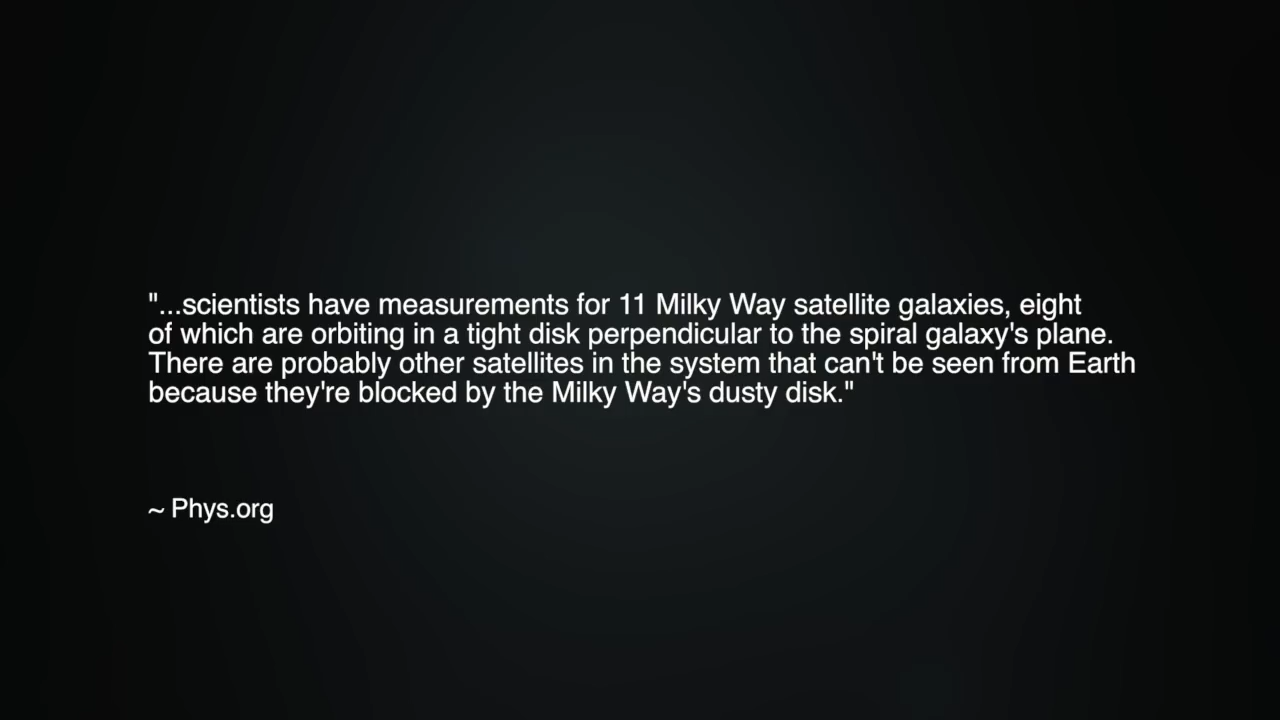 "...scientists have measurements for 11 Milky Way satellite galaxies, eight
of which are orbiting in a tight disk perpendicular to the spiral galaxy's plane.
There are probably other satellites in the system that can't be seen from Earth
because they're blocked by the Milky Way's dusty disk."
~ Phys.org